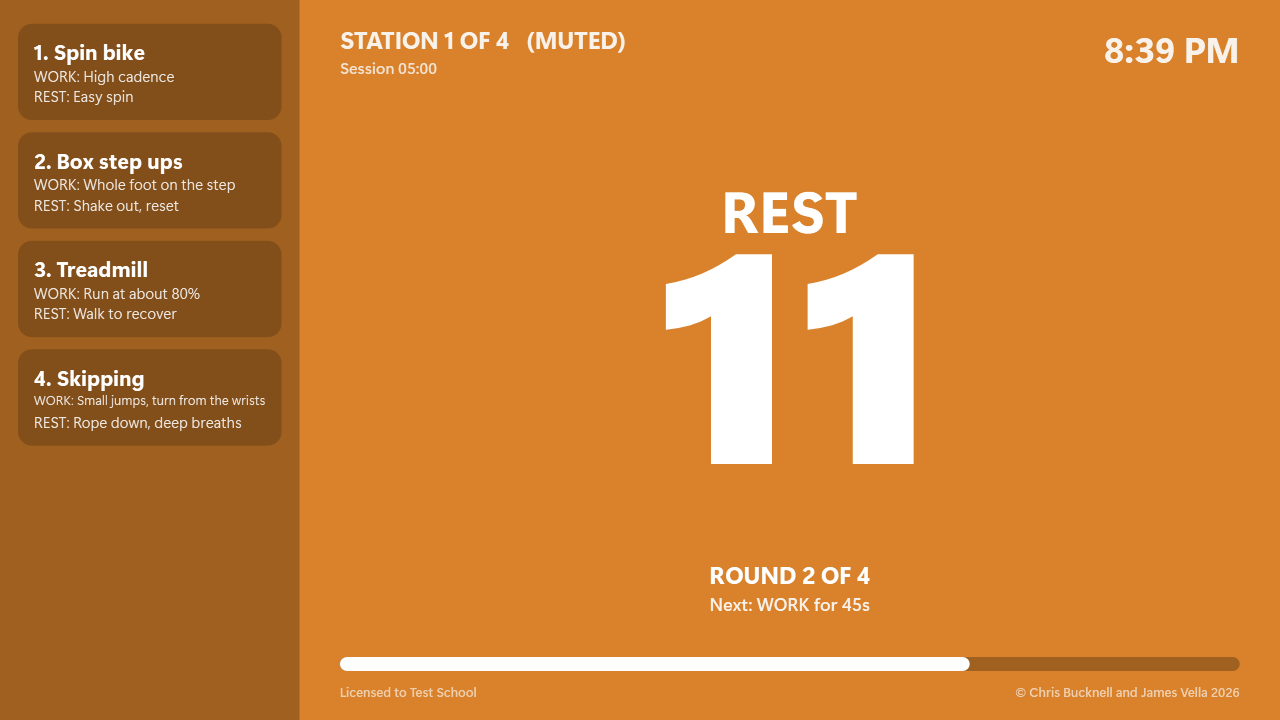 1. Spin bike
WORK: High cadence
REST: Easy spin
2. Box step ups
WORK: Whole foot on the step
REST: Shake out, reset
3. Treadmill
WORK: Run at about 80%
REST: Walk to recover
4. Skipping
WORK: Small jumps, turn from the wrists
REST: Rope down, deep breaths
STATION 1 OF 4 (MUTED)
Session 05:00
8:39 PM
REST
11
ROUND 2 OF 4
Next: WORK for 45s
Licensed to Test School
© Chris Bucknell and James Vella 2026